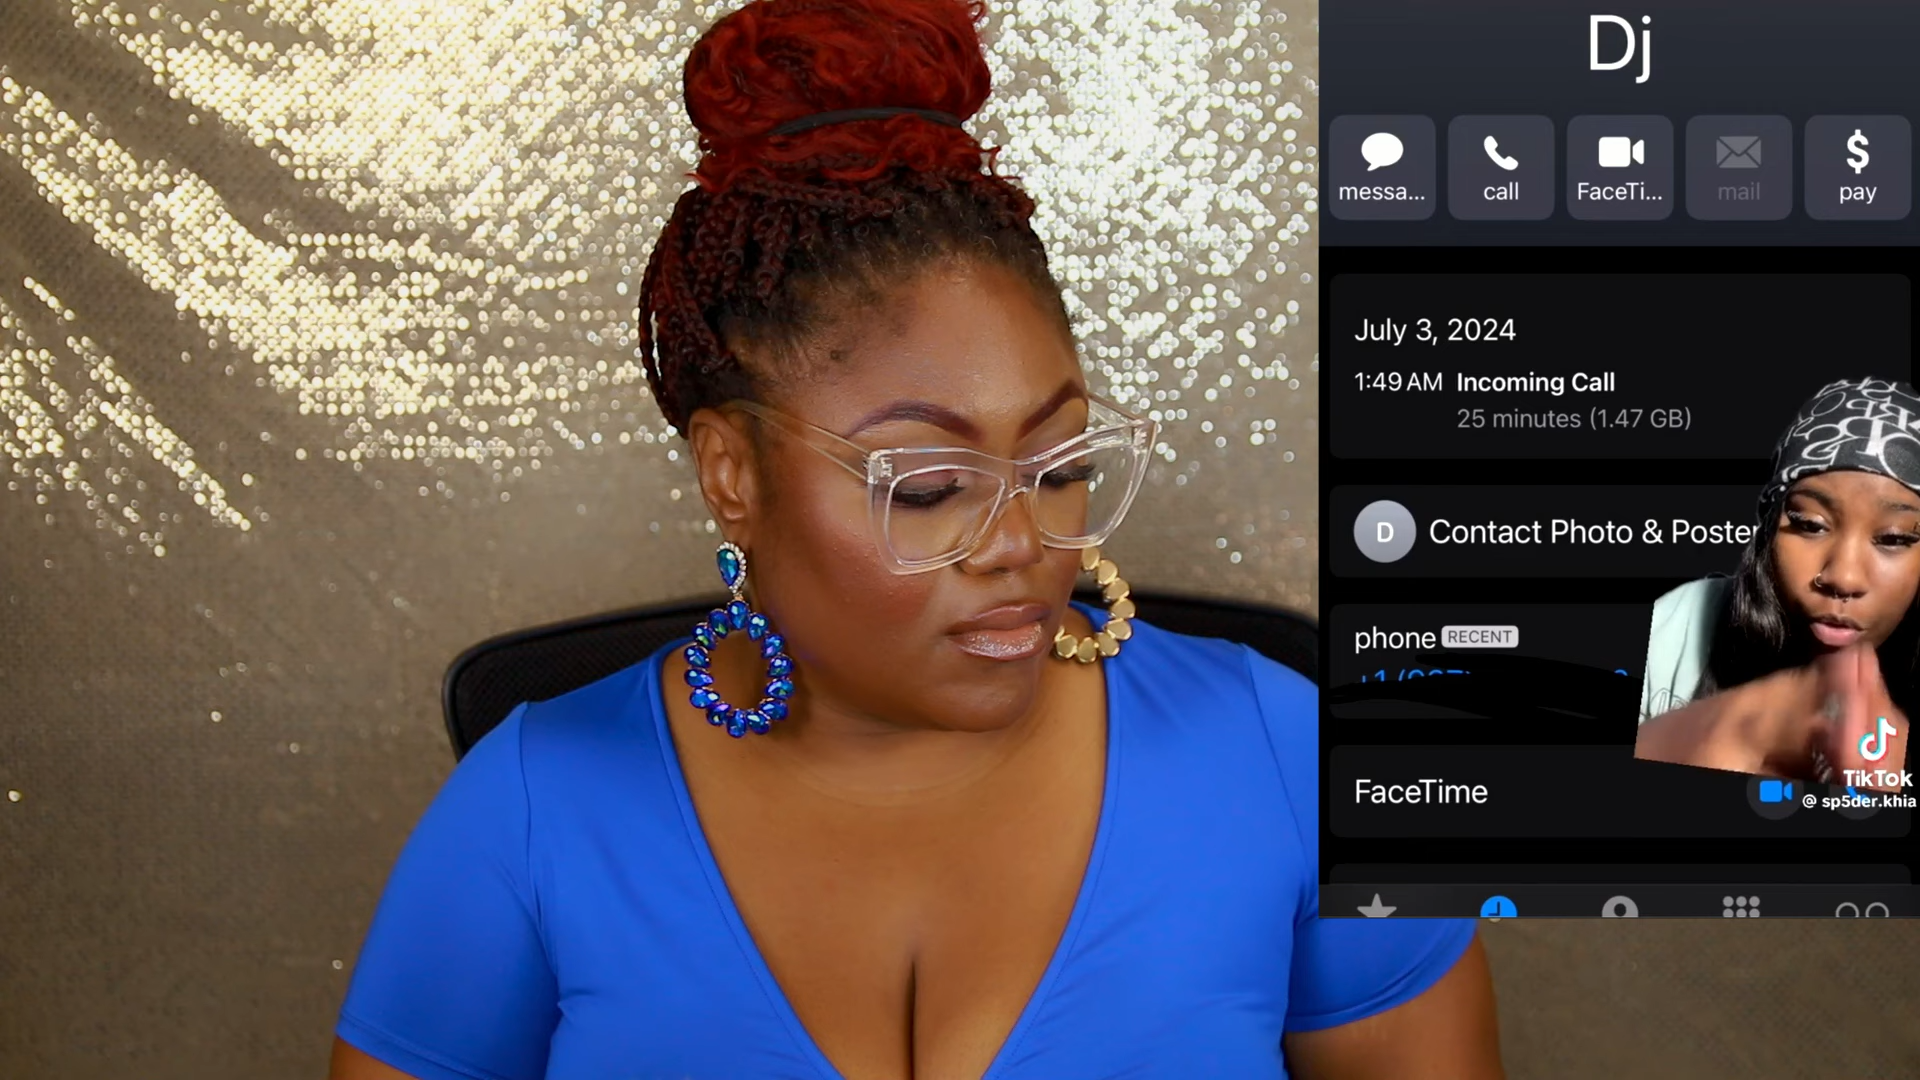 Dj
messa...
call
FaceTi...
mail
pay
July 3, 2024
1:49 AM Incoming Call
25 minutes (1.47 GB)
D
Contact Photo & Poster
phone RECENT
FaceTime
TikTok
@ sp5der.khia